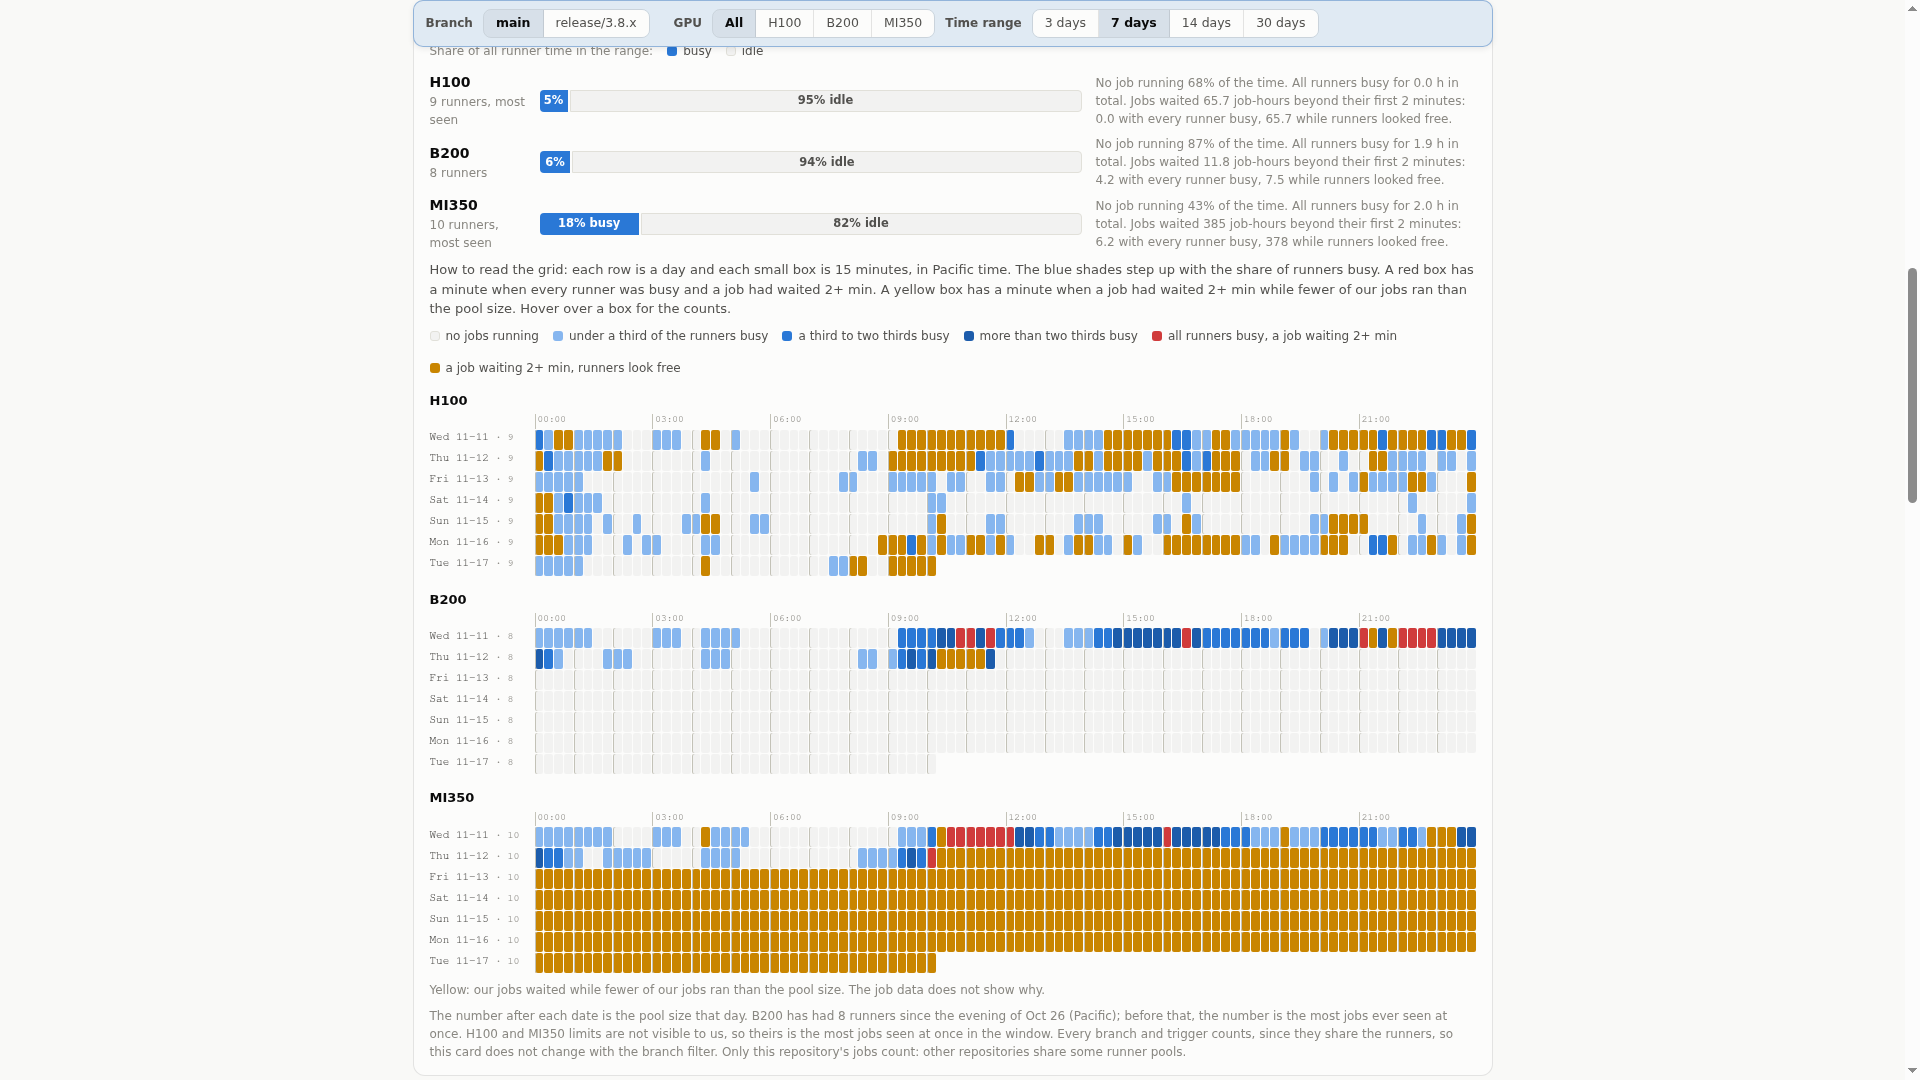 Branch main release/3.8.x GPU All H100 B200 MI350 Time range 3 days 7 days 14 days 30 days
Share of all runner time in the range: busy idle
H100
9 runners, most
seen
5% 95% idle
No job running 68% of the time. All runners busy for 0.0 h in
total. Jobs waited 65.7 job-hours beyond their first 2 minutes:
0.0 with every runner busy, 65.7 while runners looked free.
B200
8 runners
6% 94% idle
No job running 87% of the time. All runners busy for 1.9 h in
total. Jobs waited 11.8 job-hours beyond their first 2 minutes:
4.2 with every runner busy, 7.5 while runners looked free.
MI350
10 runners,
most seen
18% busy 82% idle
No job running 43% of the time. All runners busy for 2.0 h in
total. Jobs waited 385 job-hours beyond their first 2 minutes:
6.2 with every runner busy, 378 while runners looked free.
How to read the grid: each row is a day and each small box is 15 minutes, in Pacific time. The blue shades step up with the share of runners busy. A red box has
a minute when every runner was busy and a job had waited 2+ min. A yellow box has a minute when a job had waited 2+ min while fewer of our jobs ran than
the pool size. Hover over a box for the counts.
no jobs running under a third of the runners busy a third to two thirds busy more than two thirds busy all runners busy, a job waiting 2+ min
a job waiting 2+ min, runners look free
H100
00:00 03:00 06:00 09:00 12:00 15:00 18:00 21:00
Wed 11-11 · 9
Thu 11-12 · 9
Fri 11-13 · 9
Sat 11-14 · 9
Sun 11-15 · 9
Mon 11-16 · 9
Tue 11-17 · 9
B200
00:00 03:00 06:00 09:00 12:00 15:00 18:00 21:00
Wed 11-11 · 8
Thu 11-12 · 8
Fri 11-13 · 8
Sat 11-14 · 8
Sun 11-15 · 8
Mon 11-16 · 8
Tue 11-17 · 8
MI350
00:00 03:00 06:00 09:00 12:00 15:00 18:00 21:00
Wed 11-11 · 10
Thu 11-12 · 10
Fri 11-13 · 10
Sat 11-14 · 10
Sun 11-15 · 10
Mon 11-16 · 10
Tue 11-17 · 10
Yellow: our jobs waited while fewer of our jobs ran than the pool size. The job data does not show why.
The number after each date is the pool size that day. B200 has had 8 runners since the evening of Oct 26 (Pacific); before that, the number is the most jobs ever seen at
once. H100 and MI350 limits are not visible to us, so theirs is the most jobs seen at once in the window. Every branch and trigger counts, since they share the runners, so
this card does not change with the branch filter. Only this repository's jobs count: other repositories share some runner pools.